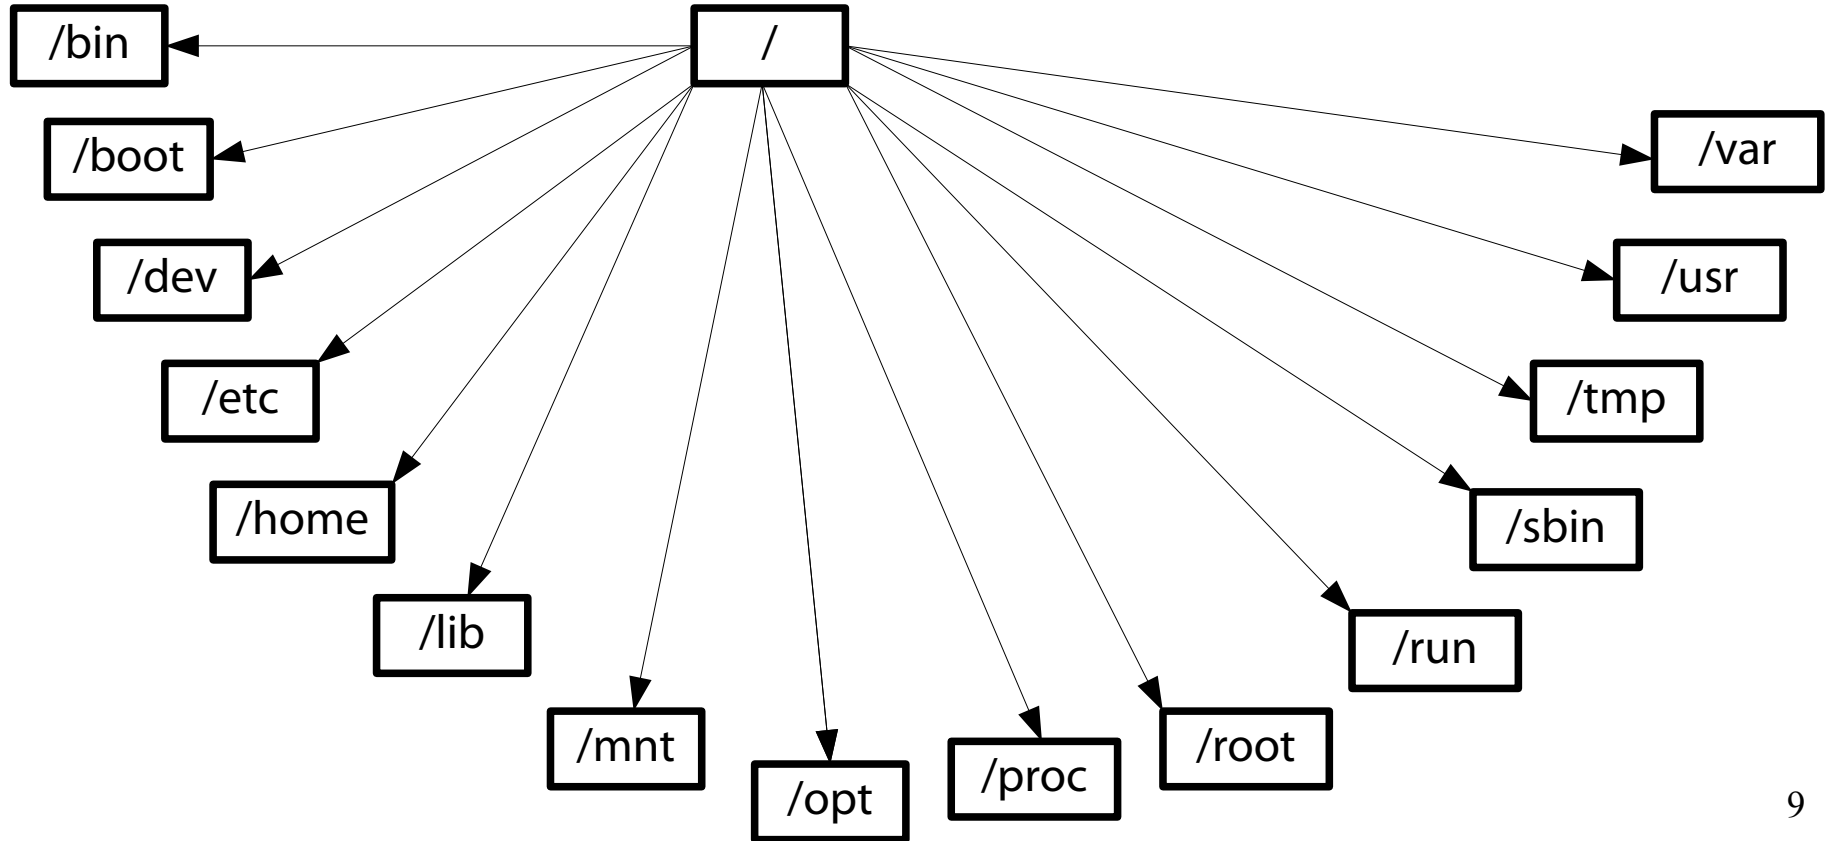 /bin
/
/boot
/var
/dev
/usr
/etc
/tmp
/home
/sbin
/lib
/run
/mnt
/root
/opt
/proc
9